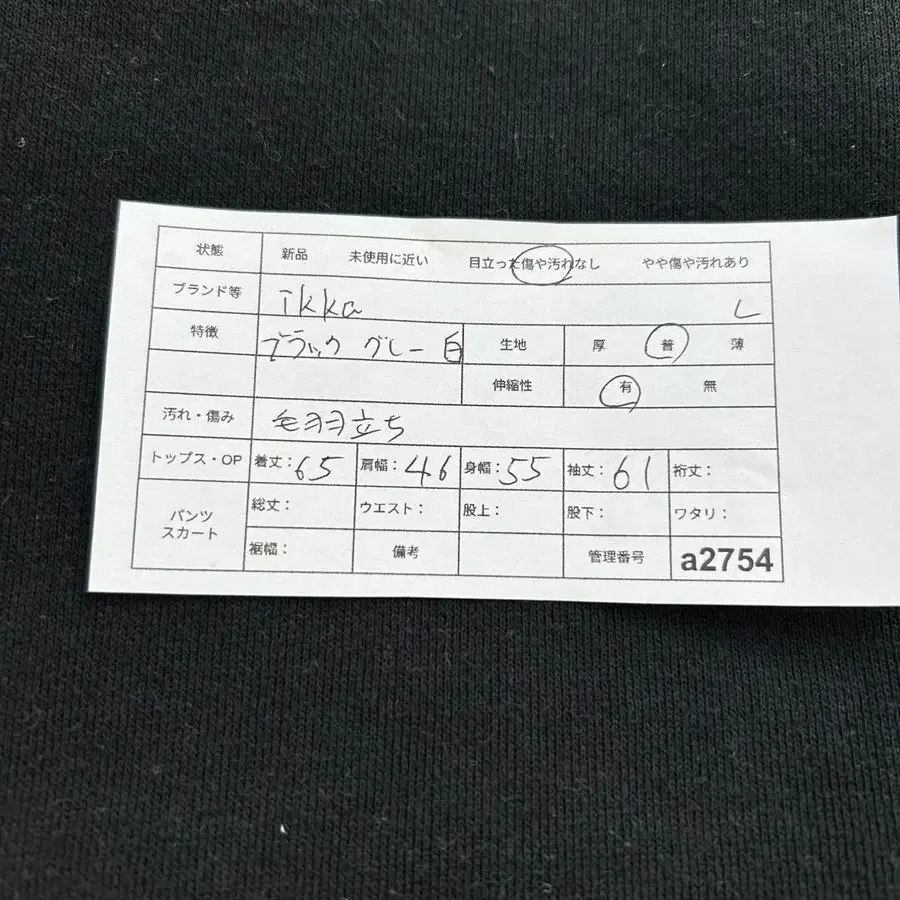 状態 新品 未使用に近い 目立った傷や汚れなし やや傷や汚れあり
ブランド等 ikka L
特徴 ブラック グレー 白 生地 厚 普 薄
伸縮性 有 無
汚れ・傷み 毛羽立ち
トップス・OP 着丈:65 肩幅:46 身幅:55 袖丈:61 裄丈:
パンツ スカート 総丈: ウエスト: 股上: 股下: ワタリ:
裾幅: 備考 管理番号 a2754